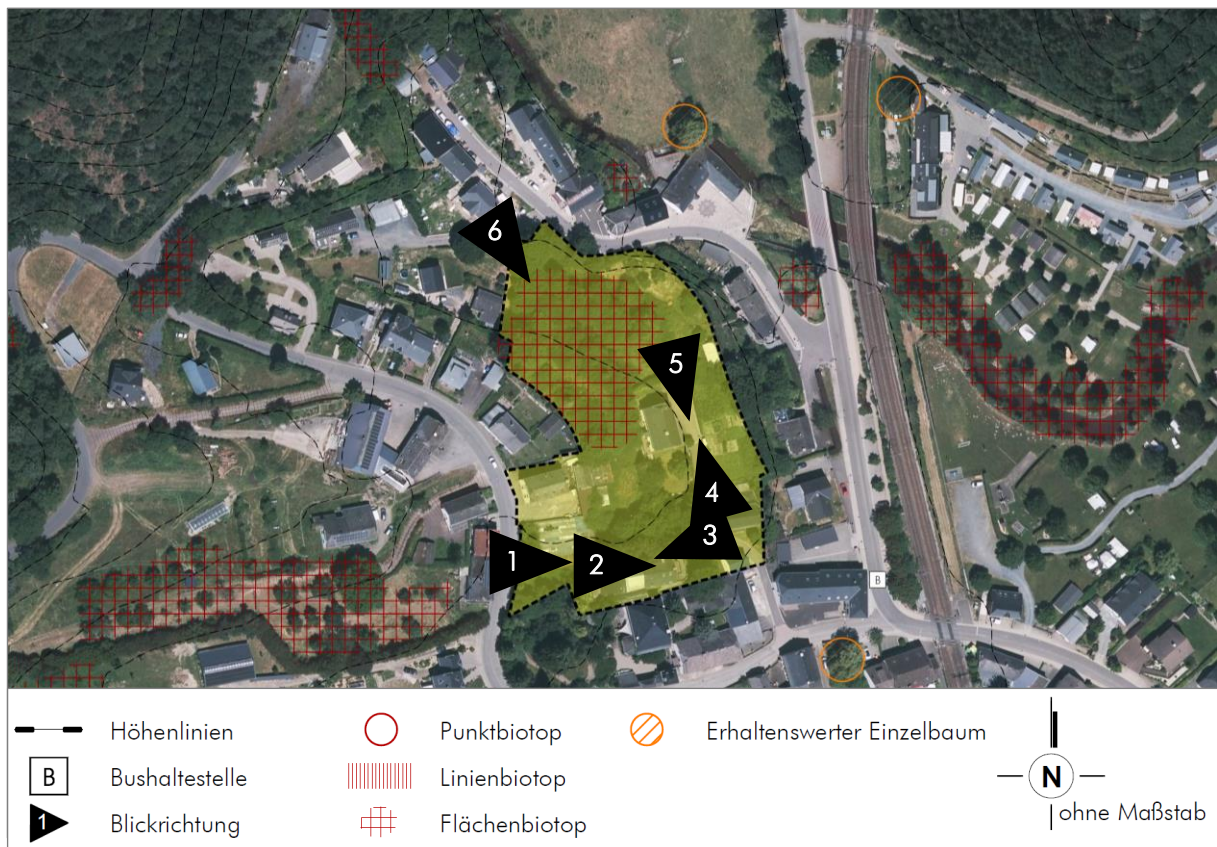 6
5
4
3
1
2
B
Höhenlinien
Punktbiotop
Erhaltenswerter Einzelbaum
B
Bushaltestelle
Linienbiotop
N
1
Blickrichtung
Flächenbiotop
ohne Maßstab